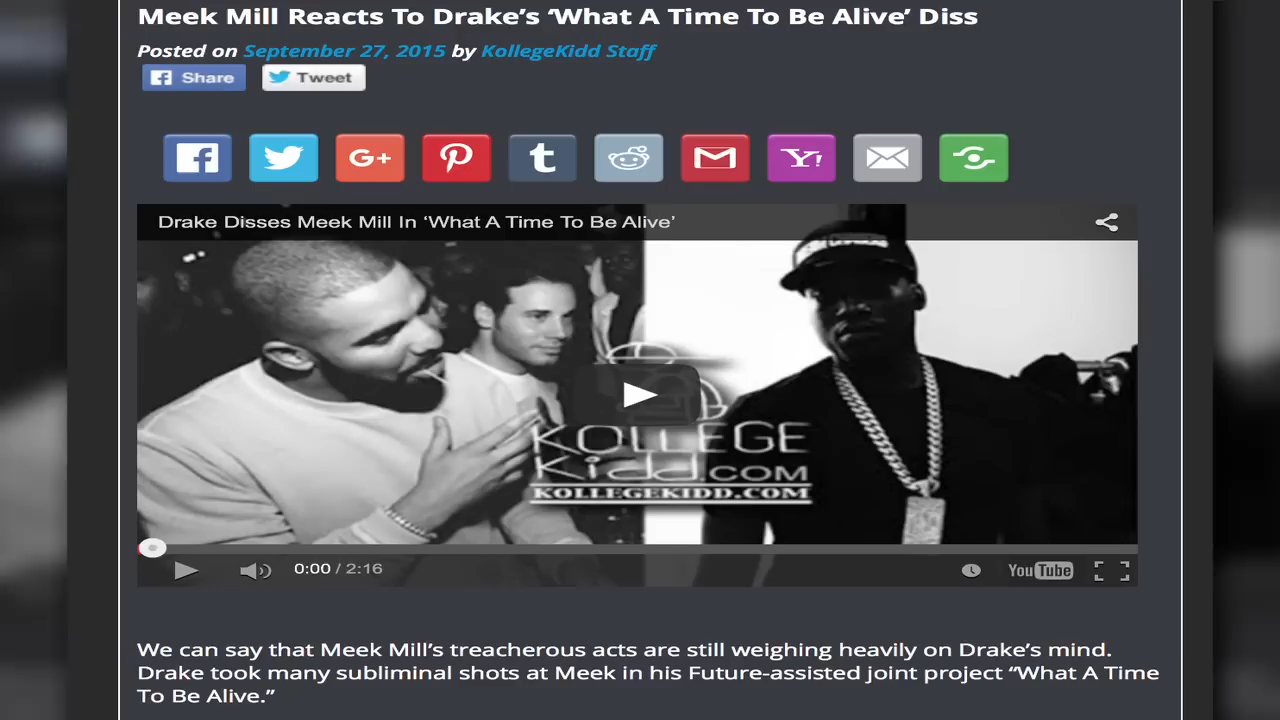 Meek Mill Reacts To Drake’s ‘What A Time To Be Alive’ Diss
Posted on September 27, 2015 by KollegeKidd Staff
Share Tweet
G+ t Y!
Drake Disses Meek Mill In ‘What A Time To Be Alive’
KOLLEGE
Kidd.COM
KOLLEGEKIDD.COM
0:00 / 2:16
YouTube
We can say that Meek Mill’s treacherous acts are still weighing heavily on Drake’s mind.
Drake took many subliminal shots at Meek in his Future-assisted joint project “What A Time
To Be Alive.”